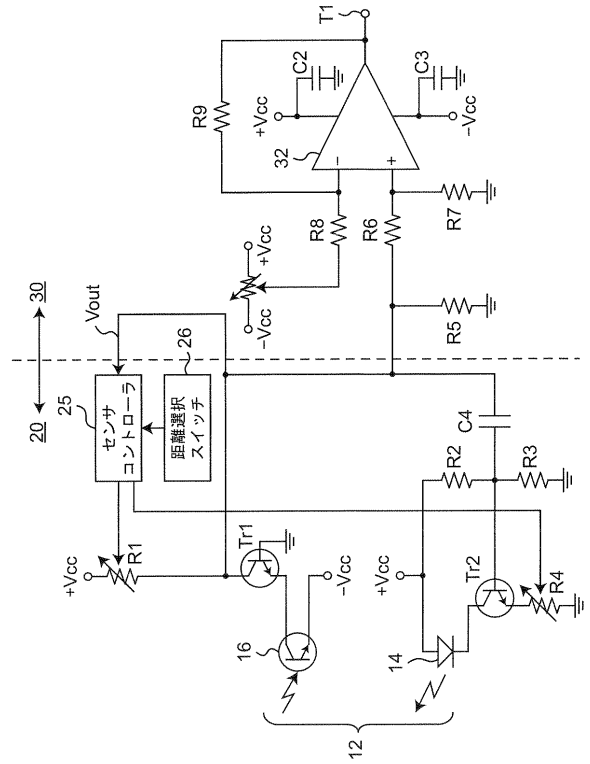 20
30
25
センサ
コントローラ
Vout
26
距離選択
スイッチ
+Vcc
R1
Tr1
16
−Vcc
12
14
+Vcc
R2
C4
R3
Tr2
R4
−Vcc
+Vcc
R8
R6
R5
R7
R9
32
−
+
+Vcc
C2
C3
−Vcc
T1